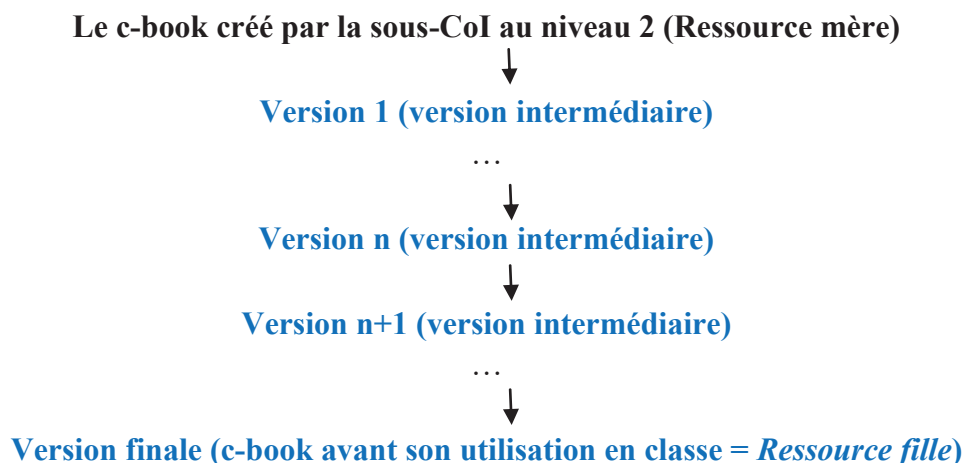 Le c-book créé par la sous-CoI au niveau 2 (Ressource mère)
Version 1 (version intermédiaire)
…
Version n (version intermédiaire)
Version n+1 (version intermédiaire)
…
Version finale (c-book avant son utilisation en classe = Ressource fille)